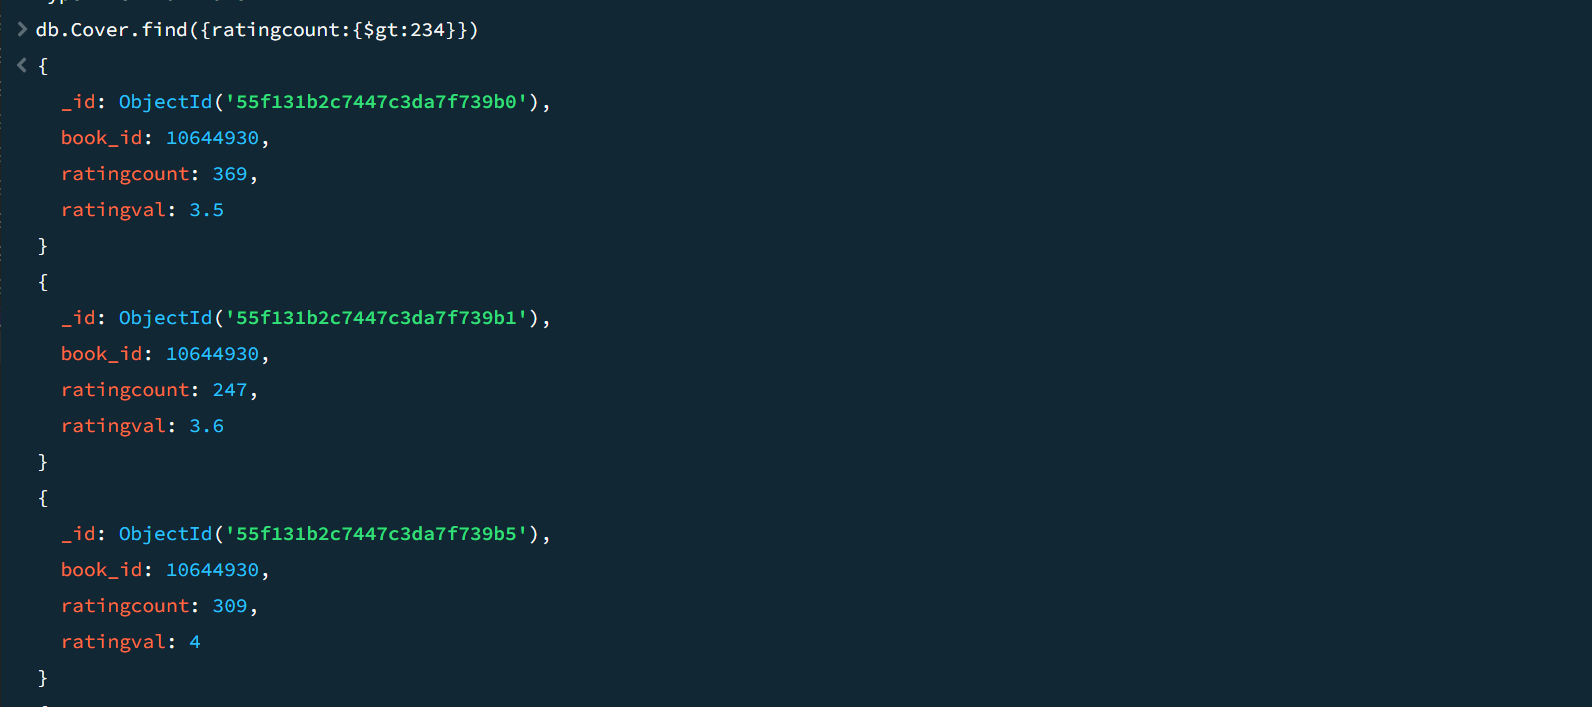 > db.Cover.find({ratingcount:{$gt:234}})
< {
_id: ObjectId('55f131b2c7447c3da7f739b0'),
book_id: 10644930,
ratingcount: 369,
ratingval: 3.5
}
{
_id: ObjectId('55f131b2c7447c3da7f739b1'),
book_id: 10644930,
ratingcount: 247,
ratingval: 3.6
}
{
_id: ObjectId('55f131b2c7447c3da7f739b5'),
book_id: 10644930,
ratingcount: 309,
ratingval: 4
}